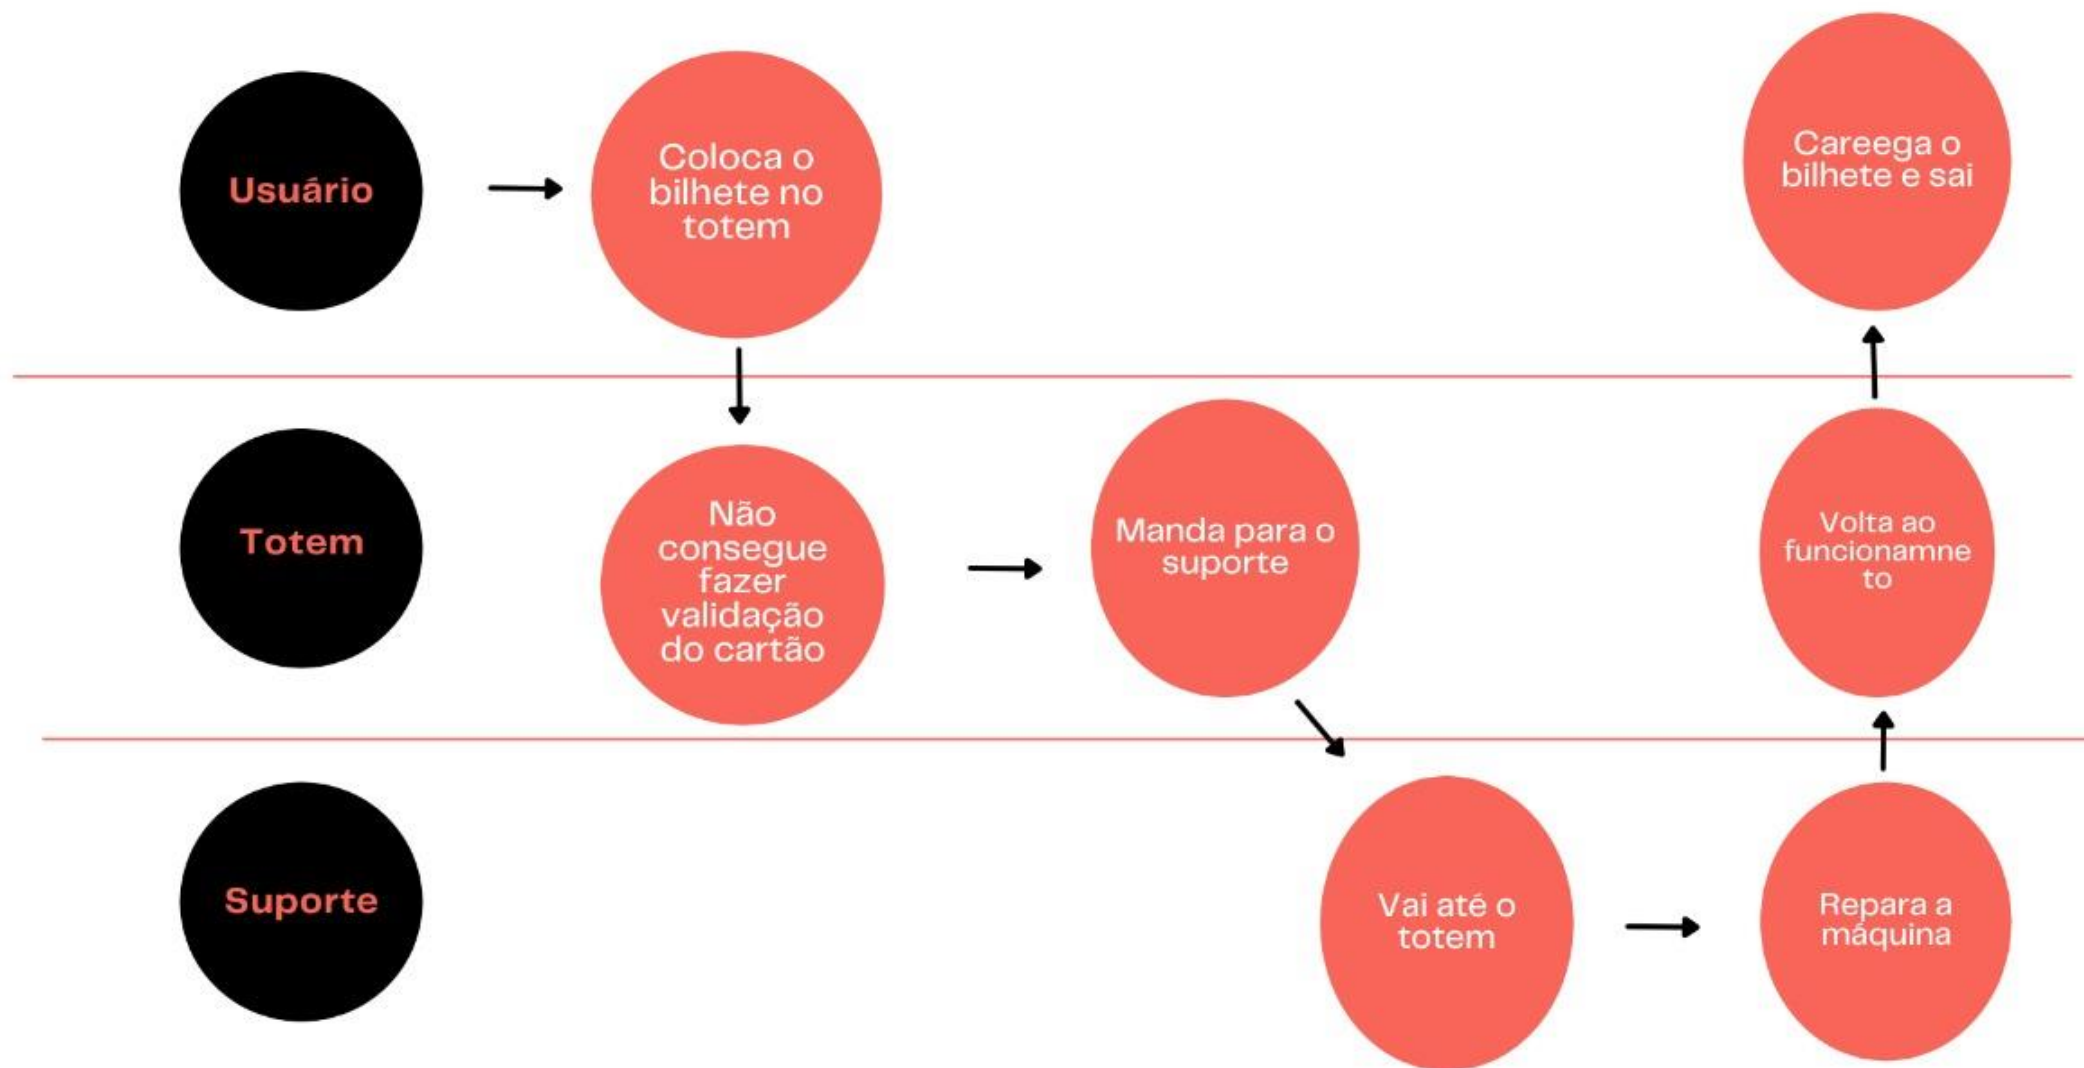 Usuário
Coloca o
bilhete no
totem
Careega o
bilhete e sai
Totem
Não
consegue
fazer
validação
do cartão
Manda para o
suporte
Volta ao
funcionamne
to
Suporte
Vai até o
totem
Repara a
máquina